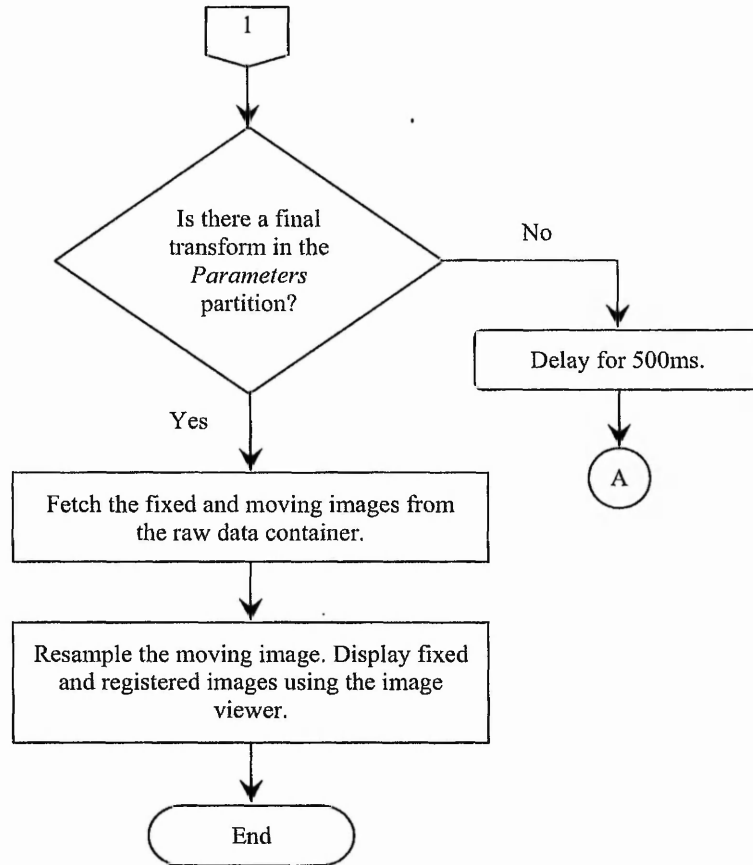 1
Is there a final
transform in the
Parameters
partition?
No
Delay for 500ms.
A
Yes
Fetch the fixed and moving images from
the raw data container.
Resample the moving image. Display fixed
and registered images using the image
viewer.
End